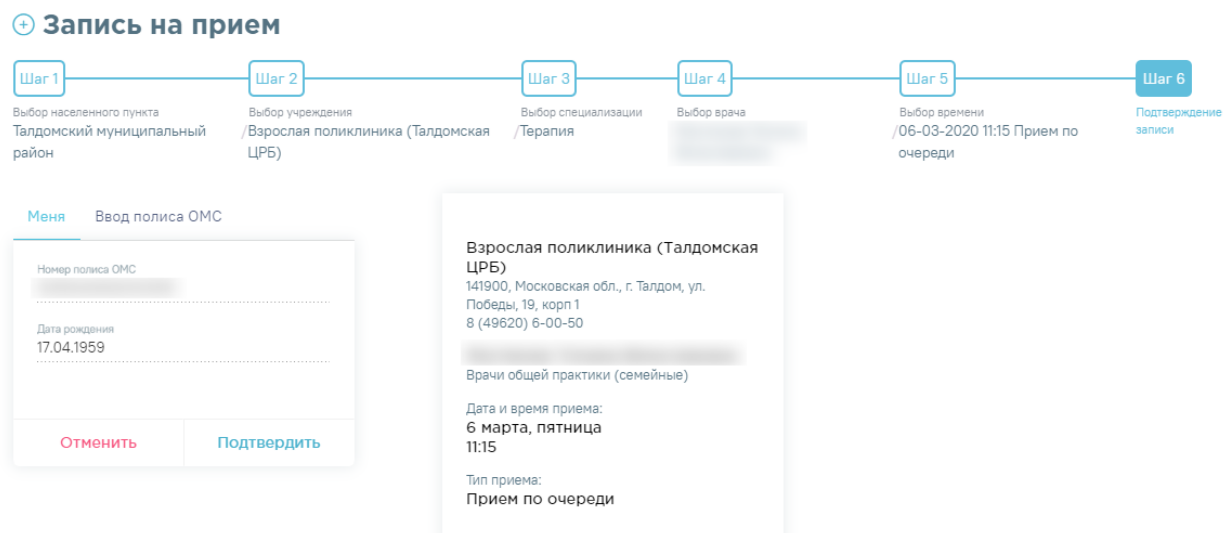 Запись на прием
Шаг 1
Шаг 2
Шаг 3
Шаг 4
Шаг 5
Шаг 6
Выбор населенного пункта
Талдомский муниципальный
район
Выбор учреждения
/Взрослая поликлиника (Талдомская
ЦРБ)
Выбор специализации
/Терапия
Выбор врача
Выбор времени
/06-03-2020 11:15 Прием по
очереди
Подтверждение
записи
Меня
Ввод полиса ОМС
Номер полиса ОМС
Дата рождения
17.04.1959
Отменить
Подтвердить
Взрослая поликлиника (Талдомская
ЦРБ)
141900, Московская обл., г. Талдом, ул.
Победы, 19, корп 1
8 (49620) 6-00-50
Врачи общей практики (семейные)
Дата и время приема:
6 марта, пятница
11:15
Тип приема:
Прием по очереди